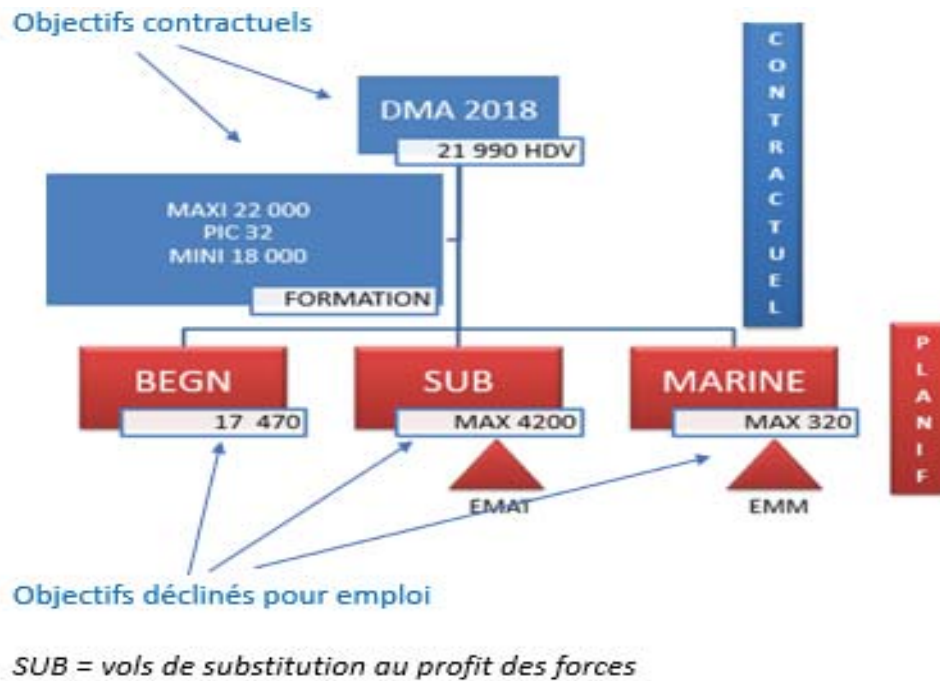 Objectifs contractuels
DMA 2018
21 990 HDV
MAXI 22 000
PIC 32
MINI 18 000
FORMATION
CONTRACTUEL
BEGN
17 470
SUB
MAX 4200
MARINE
MAX 320
PLANIF
EMAT
EMM
Objectifs déclinés pour emploi
SUB = vols de substitution au profit des forces